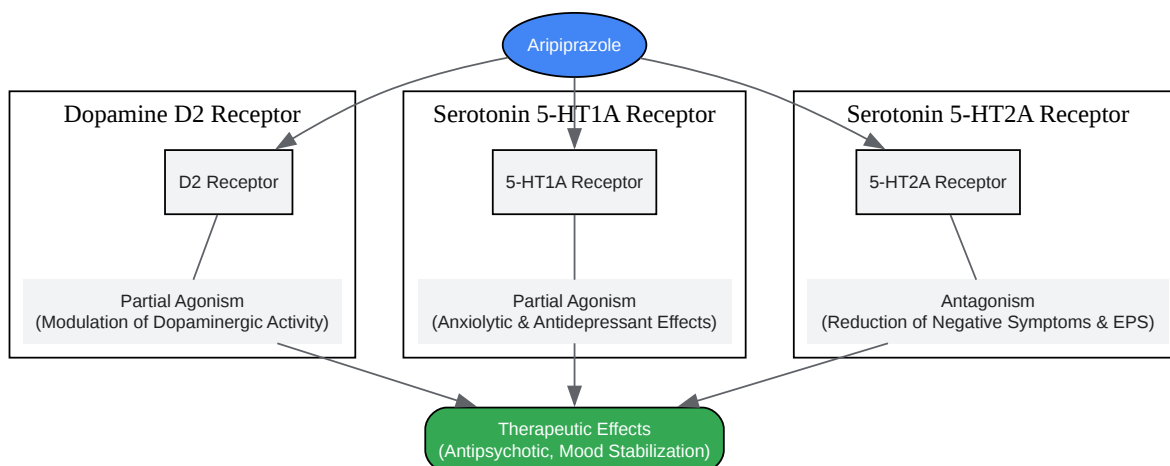 Aripiprazole
Dopamine D2 Receptor
Serotonin 5-HT1A Receptor
Serotonin 5-HT2A Receptor
D2 Receptor
5-HT1A Receptor
5-HT2A Receptor
Partial Agonism
(Modulation of Dopaminergic Activity)
Partial Agonism
(Anxiolytic & Antidepressant Effects)
Antagonism
(Reduction of Negative Symptoms & EPS)
Therapeutic Effects
(Antipsychotic, Mood Stabilization)